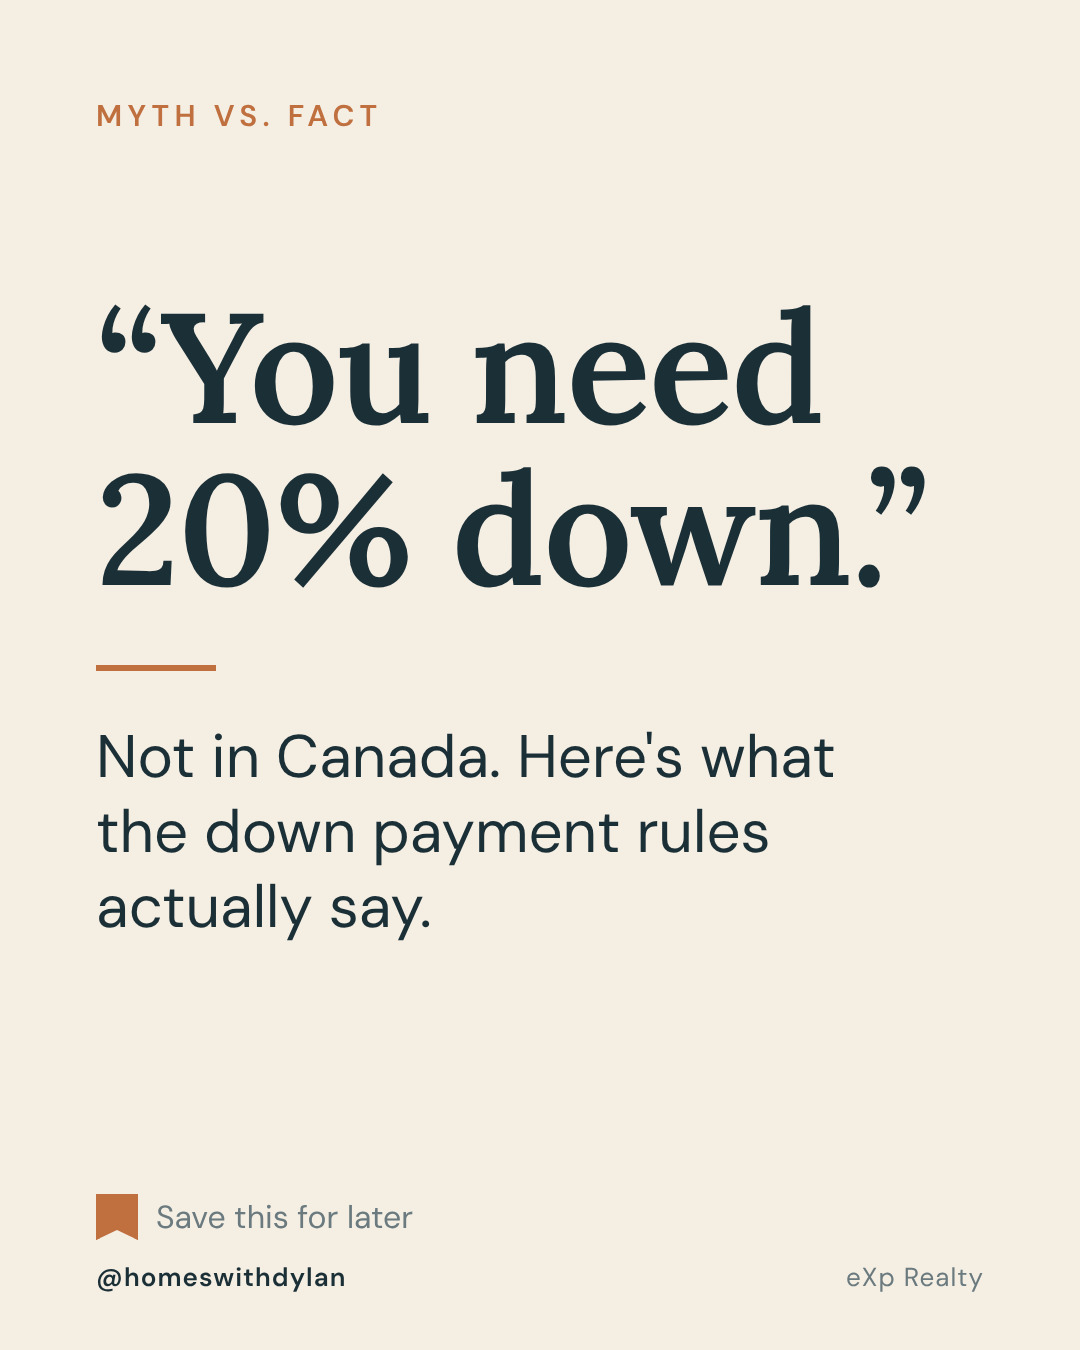 MYTH VS. FACT
“You need
20% down.”
Not in Canada. Here's what
the down payment rules
actually say.
Save this for later
@homeswithdylan
eXp Realty